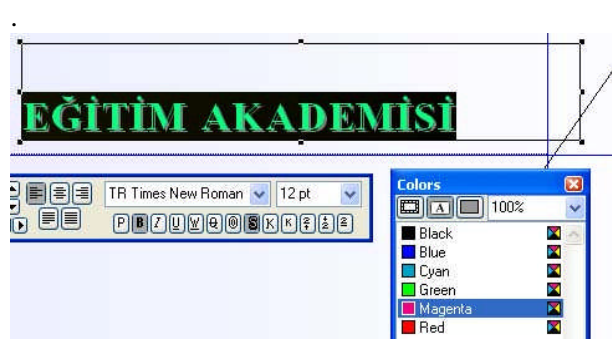 .
EĞİTİM AKADEMİSİ
TR Times New Roman 12 pt
P B I U W Q O S K K
Colors
A 100%
Black
Blue
Cyan
Green
Magenta
Red